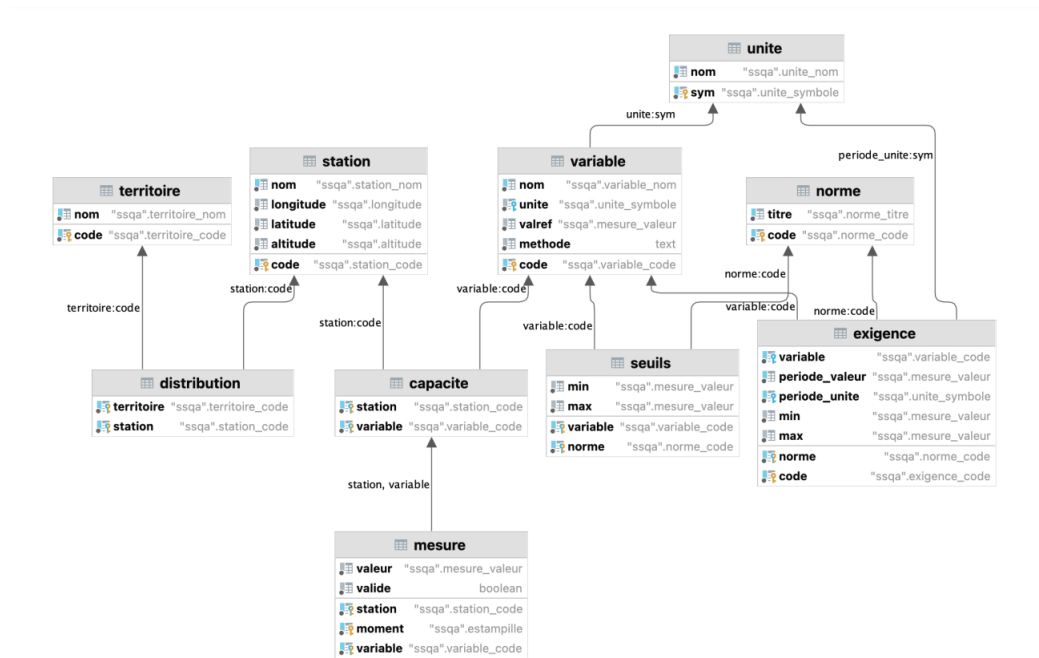 unite
nom "ssqa".unite_nom
sym "ssqa".unite_symbole
unite:sym
periode_unite:sym
station
nom "ssqa".station_nom
longitude "ssqa".longitude
latitude "ssqa".latitude
altitude "ssqa".altitude
code "ssqa".station_code
variable
nom "ssqa".variable_nom
unite "ssqa".unite_symbole
valref "ssqa".mesure_valeur
methode text
code "ssqa".variable_code
territoire
nom "ssqa".territoire_nom
code "ssqa".territoire_code
norme
titre "ssqa".norme_titre
code "ssqa".norme_code
territoire:code
station:code
station:code
variable:code
variable:code
norme:code
variable:code
norme:code
distribution
territoire "ssqa".territoire_code
station "ssqa".station_code
capacite
station "ssqa".station_code
variable "ssqa".variable_code
seuils
min "ssqa".mesure_valeur
max "ssqa".mesure_valeur
variable "ssqa".variable_code
norme "ssqa".norme_code
exigence
variable "ssqa".variable_code
periode_valeur "ssqa".mesure_valeur
periode_unite "ssqa".unite_symbole
min "ssqa".mesure_valeur
max "ssqa".mesure_valeur
norme "ssqa".norme_code
code "ssqa".exigence_code
station, variable
mesure
valeur "ssqa".mesure_valeur
valide boolean
station "ssqa".station_code
moment "ssqa".estampille
variable "ssqa".variable_code